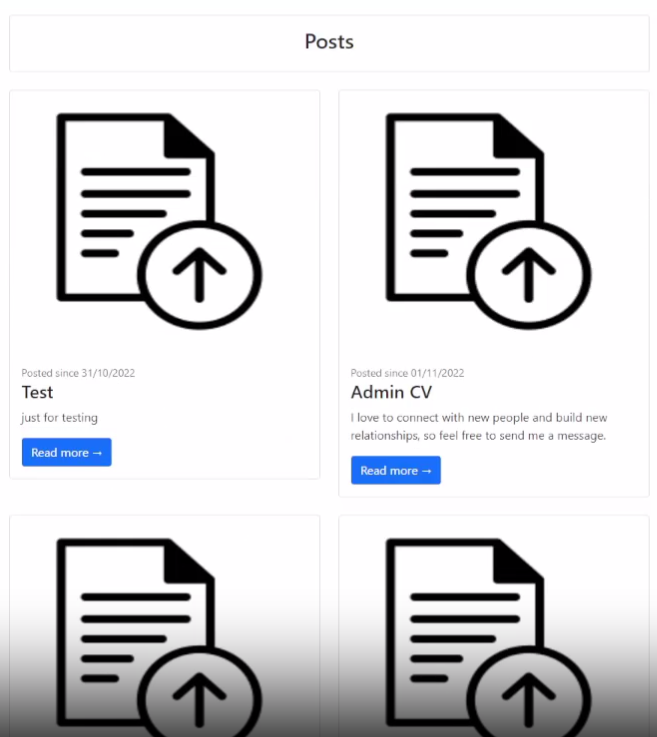 Posts
Posted since 31/10/2022
Test
just for testing
Read more →
Posted since 01/11/2022
Admin CV
I love to connect with new people and build new
relationships, so feel free to send me a message.
Read more →